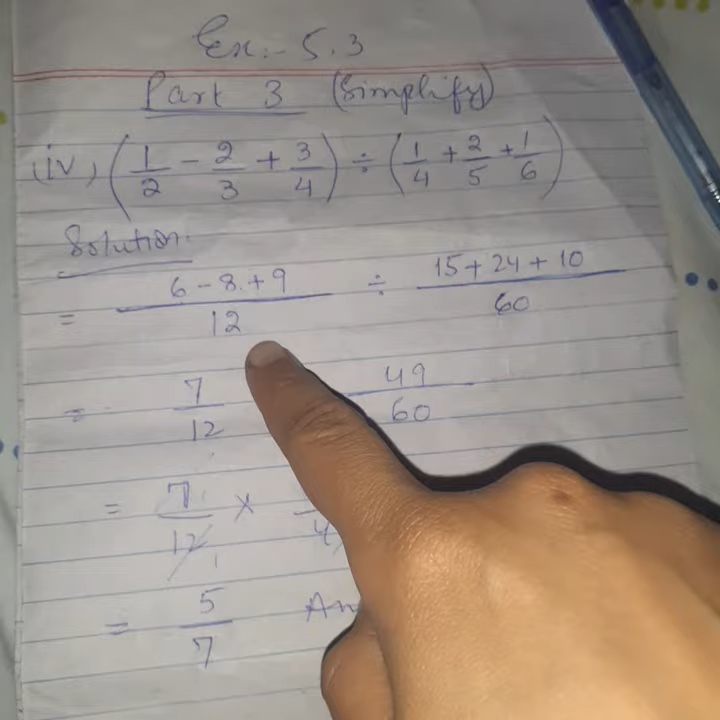 Ex:- 5.3
Part 3 (Simplify)
(iv) (1/2 - 2/3 + 3/4) ÷ (1/4 + 2/5 + 1/6)
Solution:
= 6 - 8 + 9 / 12 ÷ 15 + 24 + 10 / 60
= 7/12 49/60
= 7/12 ×
= 5/7